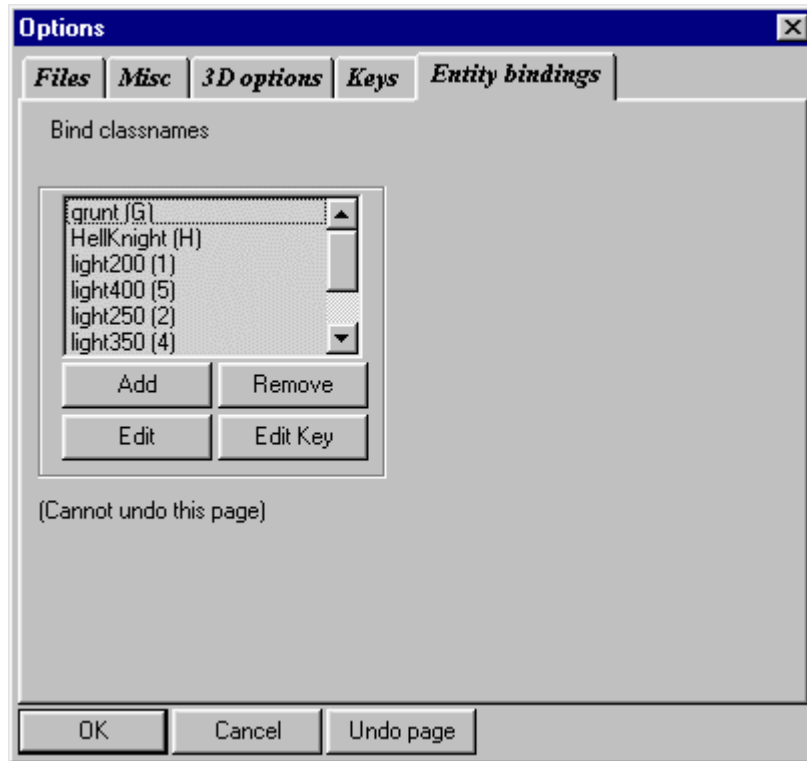 Options
Files Misc 3D options Keys Entity bindings
Bind classnames
grunt (G)
HellKnight (H)
light200 (1)
light400 (5)
light250 (2)
light350 (4)
Add Remove
Edit Edit Key
(Cannot undo this page)
OK Cancel Undo page